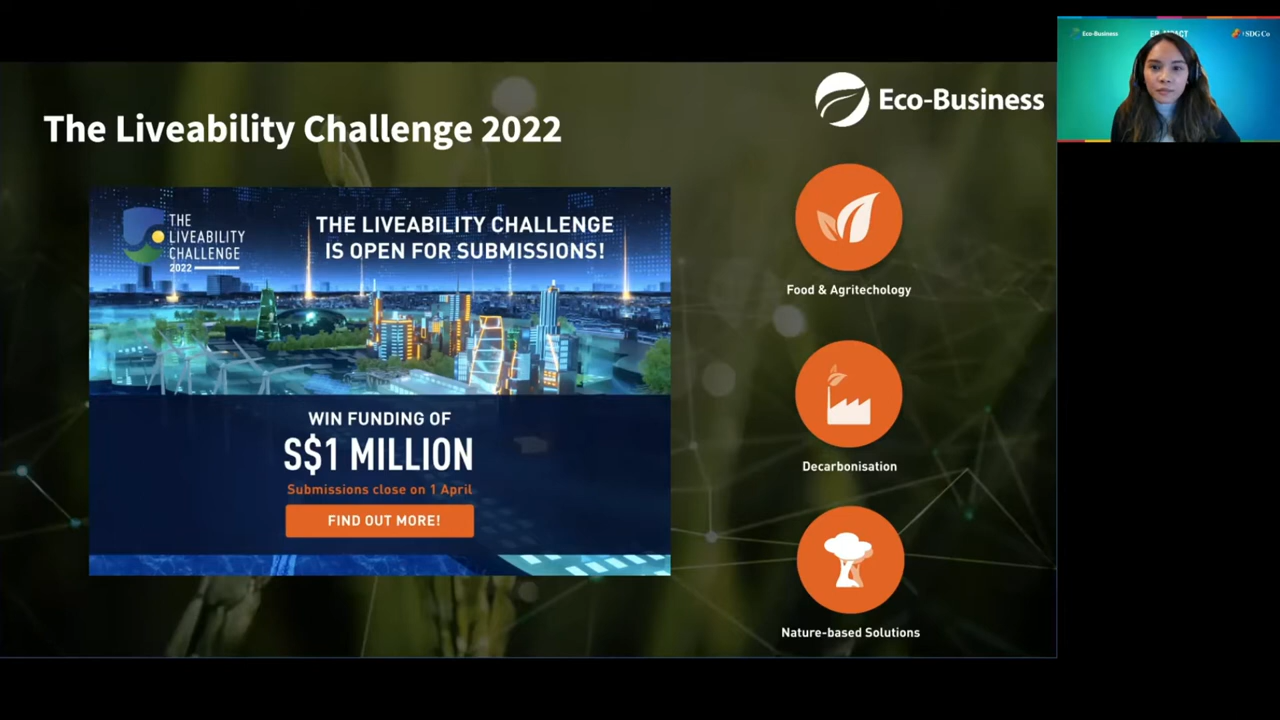 The Liveability Challenge 2022
Eco-Business
THE
LIVEABILITY
CHALLENGE
2022
THE LIVEABILITY CHALLENGE
IS OPEN FOR SUBMISSIONS!
WIN FUNDING OF
S$1 MILLION
Submissions close on 1 April
FIND OUT MORE!
Food & Agritechology
Decarbonisation
Nature-based Solutions
Eco-Business
SDG Co